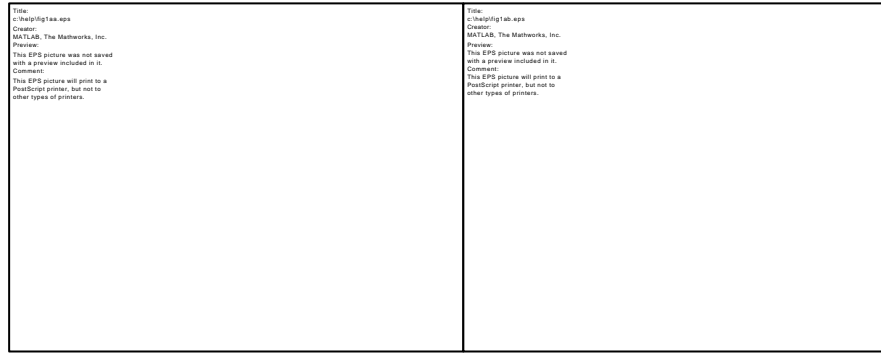 Title:
c:\help\fig1aa.eps
Creator:
MATLAB, The Mathworks, Inc.
Preview:
This EPS picture was not saved
with a preview included in it.
Comment:
This EPS picture will print to a
PostScript printer, but not to
other types of printers.
Title:
c:\help\fig1ab.eps
Creator:
MATLAB, The Mathworks, Inc.
Preview:
This EPS picture was not saved
with a preview included in it.
Comment:
This EPS picture will print to a
PostScript printer, but not to
other types of printers.